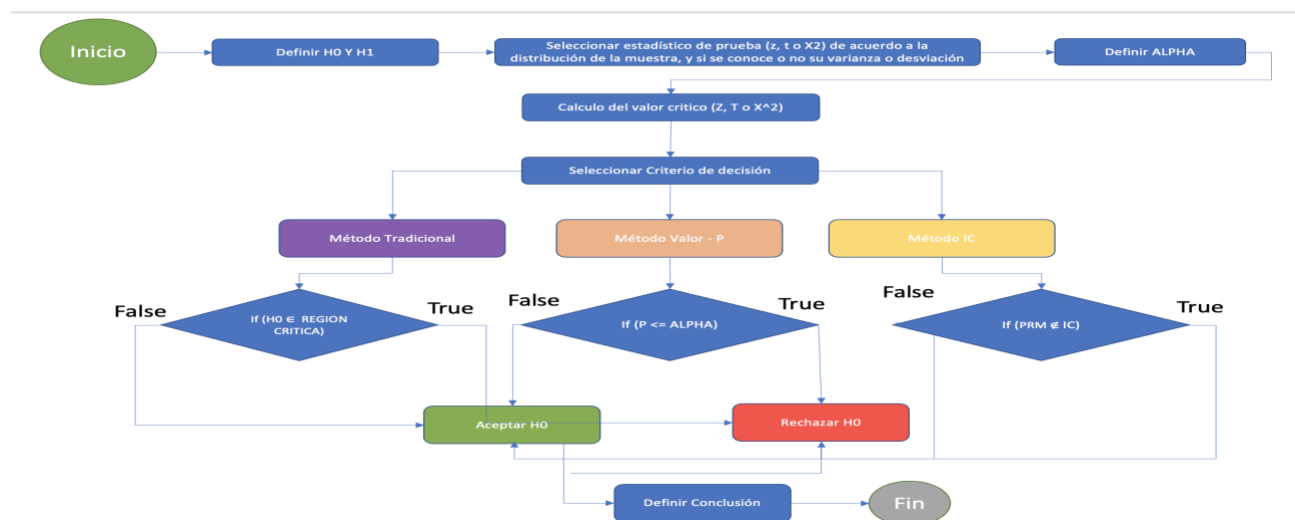 Inicio
Definir H0 Y H1
Seleccionar estadístico de prueba (z, t o X2) de acuerdo a la
distribución de la muestra, y si se conoce o no su varianza o desviación
Definir ALPHA
Calculo del valor critico (Z, T o X^2)
Seleccionar Criterio de decisión
Método Tradicional
Método Valor - P
Método IC
False
If (H0 ∈ REGION
CRITICA)
True
False
If (P <= ALPHA)
True
False
If (PRM ∉ IC)
True
Aceptar H0
Rechazar H0
Definir Conclusión
Fin